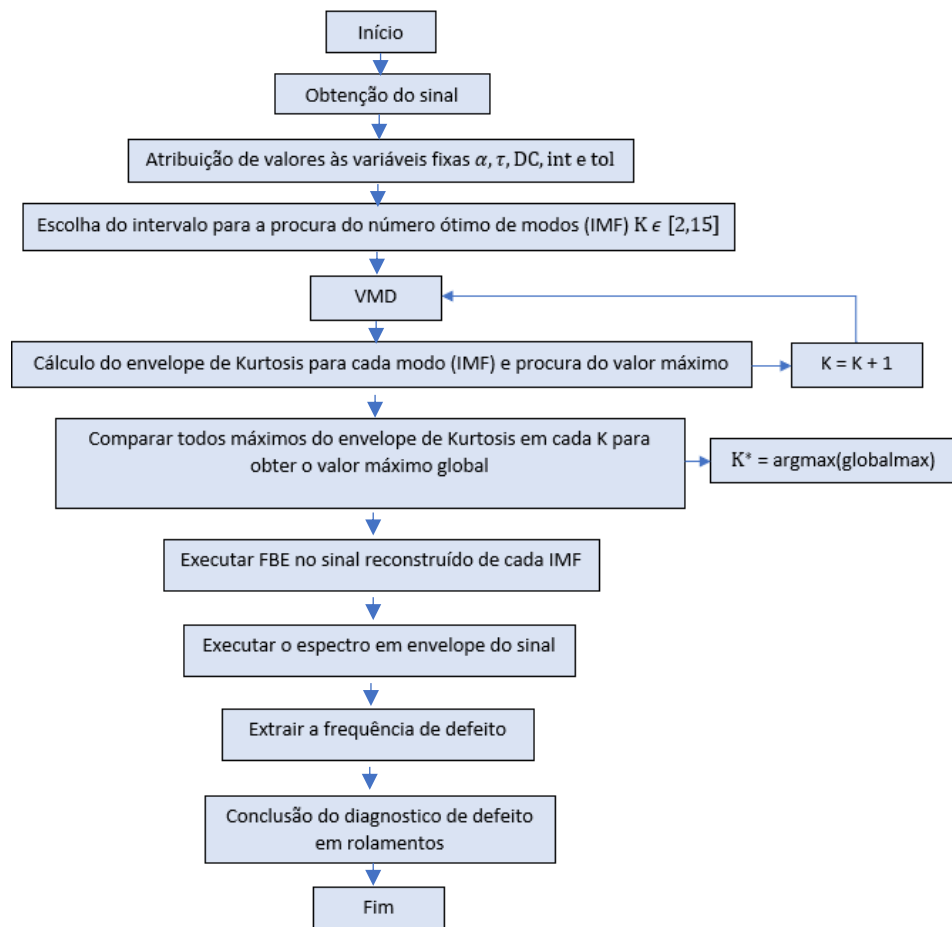 Início
Obtenção do sinal
Atribuição de valores às variáveis fixas α, τ, DC, int e tol
Escolha do intervalo para a procura do número ótimo de modos (IMF) K ϵ [2,15]
VMD
Cálculo do envelope de Kurtosis para cada modo (IMF) e procura do valor máximo
K = K + 1
Comparar todos máximos do envelope de Kurtosis em cada K para
obter o valor máximo global
K* = argmax(globalmax)
Executar FBE no sinal reconstruído de cada IMF
Executar o espectro em envelope do sinal
Extrair a frequência de defeito
Conclusão do diagnostico de defeito
em rolamentos
Fim